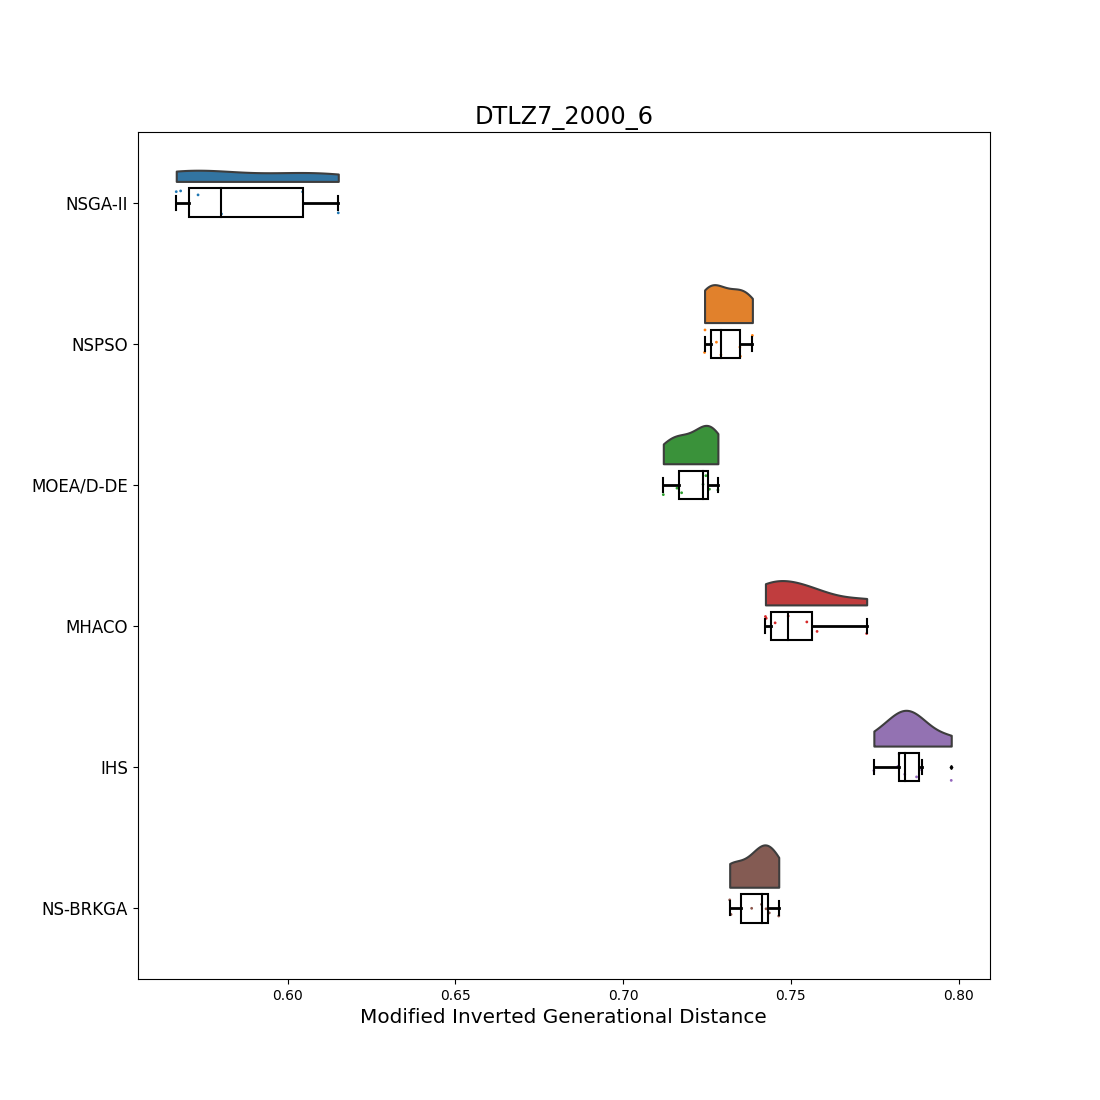 DTLZ7_2000_6
NSGA-II
NSPSO
MOEA/D-DE
MHACO
IHS
NS-BRKGA
0.60 0.65 0.70 0.75 0.80
Modified Inverted Generational Distance